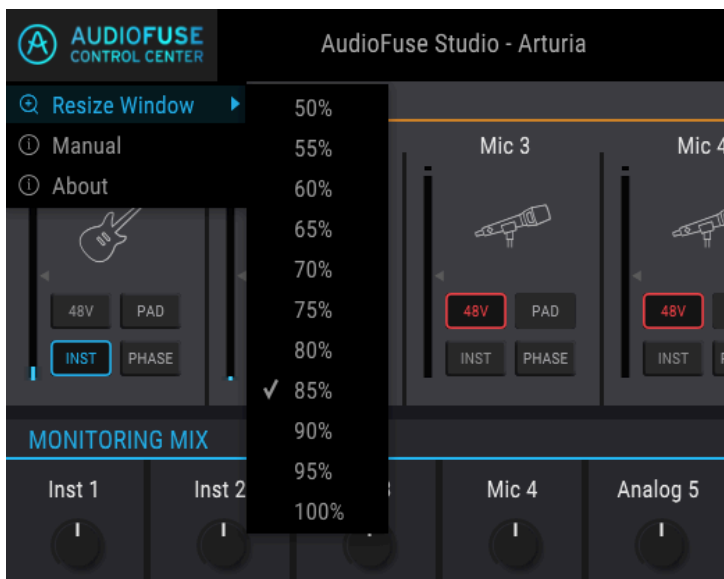 AUDIOFUSE
CONTROL CENTER
AudioFuse Studio - Arturia
Resize Window
Manual
About
50%
55%
60%
65%
70%
75%
80%
85%
90%
95%
100%
Mic 3
Mic 4
48V PAD
INST PHASE
48V PAD
INST PHASE
48V
INST
MONITORING MIX
Inst 1
Inst 2
Mic 4
Analog 5